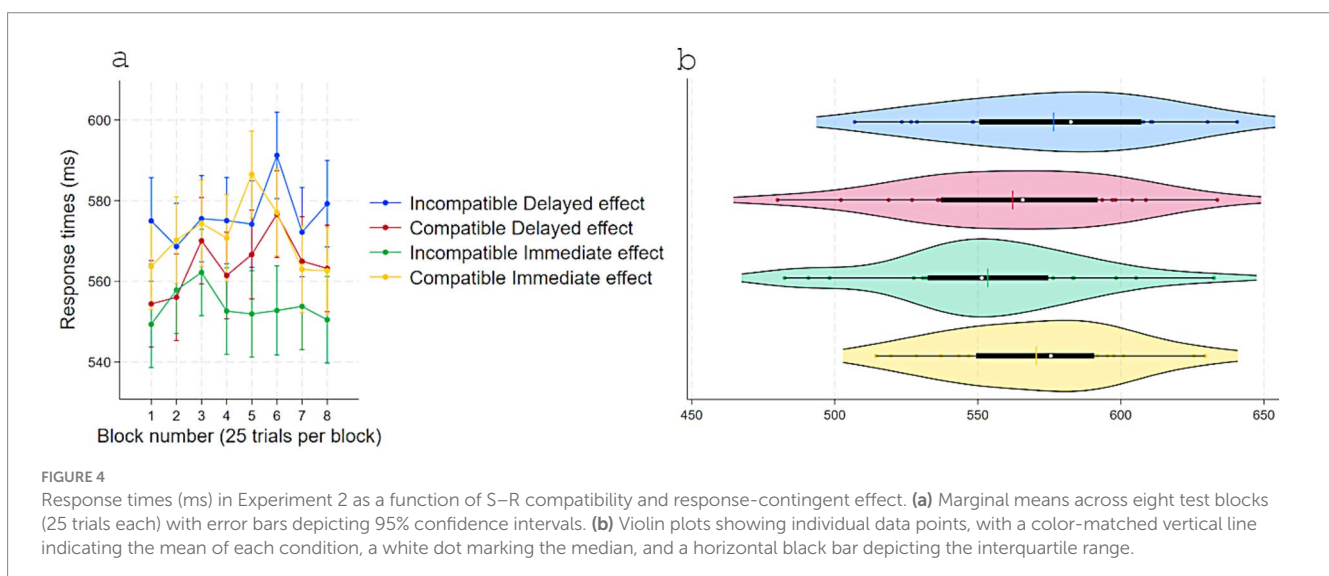 a
b
600
580
560
540
Response times (ms)
1 2 3 4 5 6 7 8
Block number (25 trials per block)
Incompatible Delayed effect
Compatible Delayed effect
Incompatible Immediate effect
Compatible Immediate effect
450 500 550 600 650
FIGURE 4
Response times (ms) in Experiment 2 as a function of S–R compatibility and response-contingent effect. (a) Marginal means across eight test blocks
(25 trials each) with error bars depicting 95% confidence intervals. (b) Violin plots showing individual data points, with a color-matched vertical line
indicating the mean of each condition, a white dot marking the median, and a horizontal black bar depicting the interquartile range.